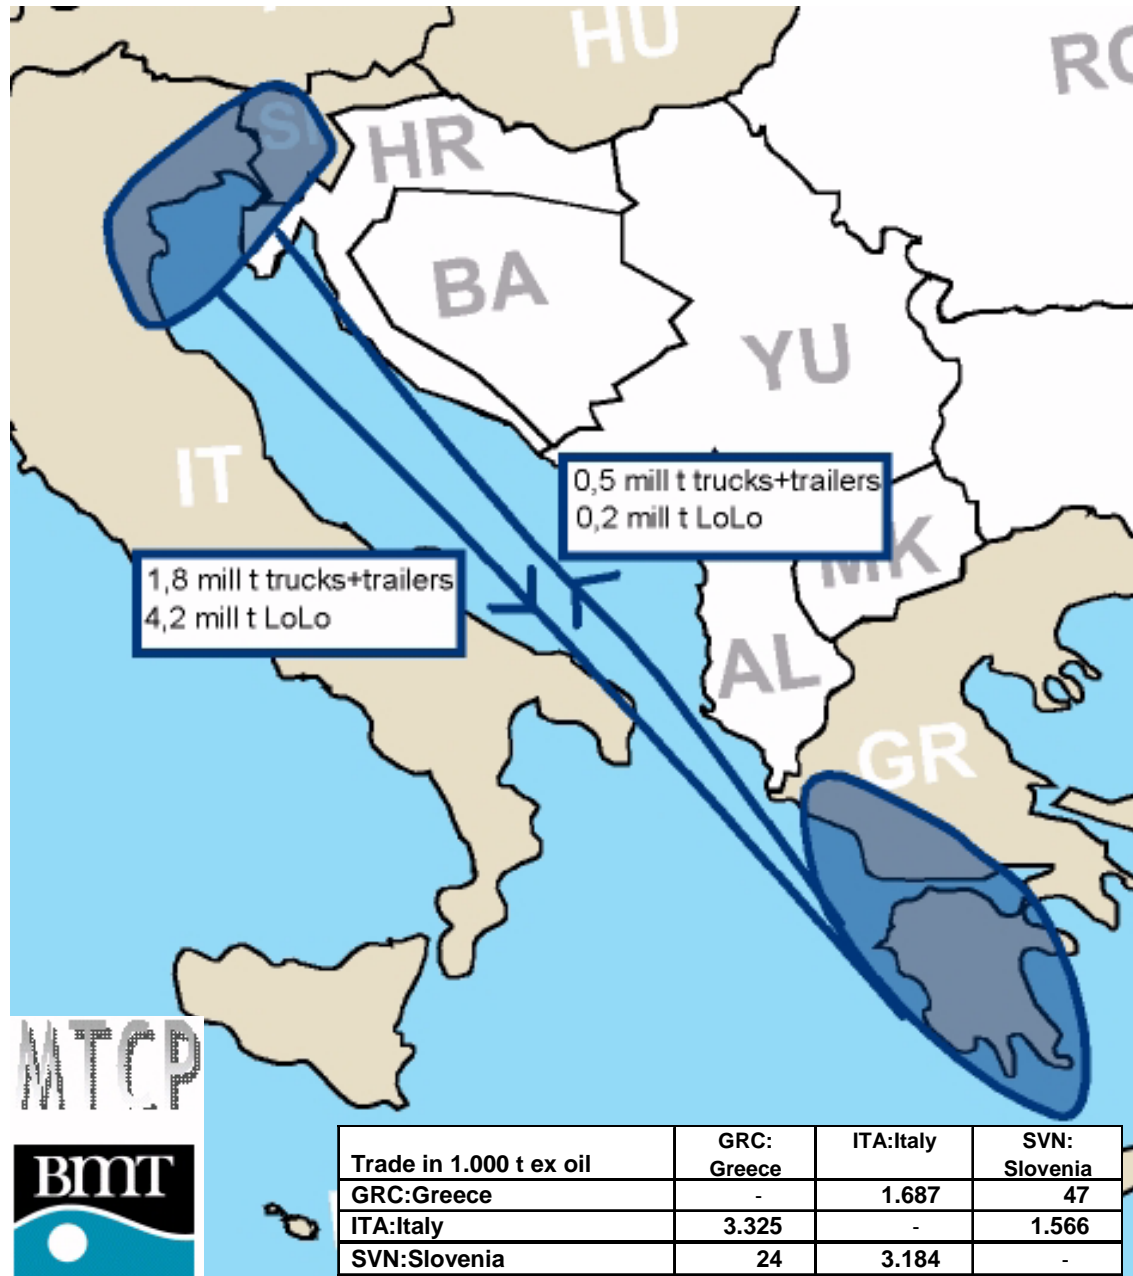 HU
RO
SI
HR
BA
YU
IT
0,5 mill t trucks+trailers
0,2 mill t LoLo
MK
1,8 mill t trucks+trailers
4,2 mill t LoLo
AL
GR
MTCP
BMT
Trade in 1.000 t ex oil GRC: Greece ITA:Italy SVN: Slovenia
GRC:Greece - 1.687 47
ITA:Italy 3.325 - 1.566
SVN:Slovenia 24 3.184 -